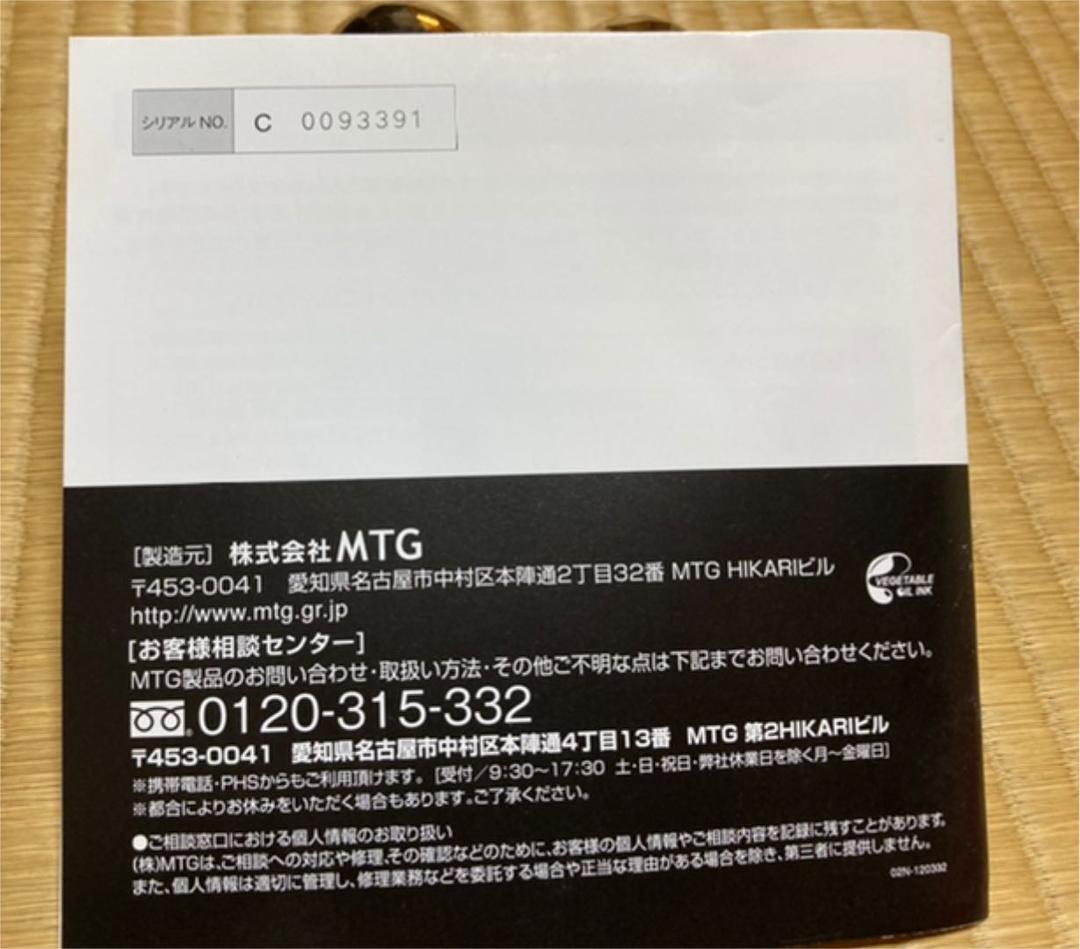 シリアルNO. C 0093391
[製造元] 株式会社MTG
〒453-0041 愛知県名古屋市中村区本陣通2丁目32番 MTG HIKARIビル
http://www.mtg.gr.jp
VEGETABLE
OIL INK
[お客様相談センター]
MTG製品のお問い合わせ・取扱い方法・その他ご不明な点は下記までお問い合わせください。
0120-315-332
〒453-0041 愛知県名古屋市中村区本陣通4丁目13番 MTG 第2HIKARIビル
※携帯電話・PHSからもご利用頂けます。[受付/9:30~17:30 土・日・祝日・弊社休業日を除く月~金曜日]
※都合によりお休みをいただく場合もあります。ご了承ください。
●ご相談窓口における個人情報のお取り扱い
(株)MTGは、ご相談への対応や修理、その確認などのために、お客様の個人情報やご相談内容を記録に残すことがあります。
また、個人情報は適切に管理し、修理業務などを委託する場合や正当な理由がある場合を除き、第三者に提供しません。